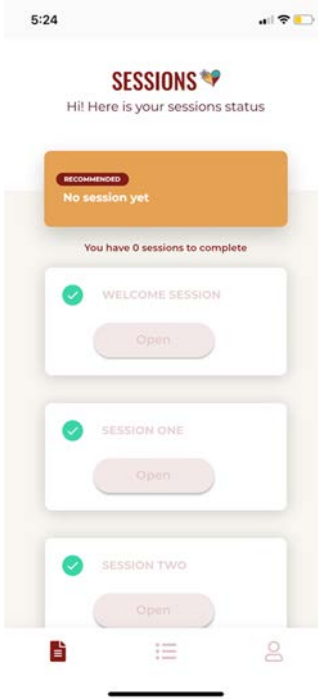 5:24
SESSIONS
Hi! Here is your sessions status
RECOMMENDED
No session yet
You have 0 sessions to complete
WELCOME SESSION
Open
SESSION ONE
Open
SESSION TWO
Open